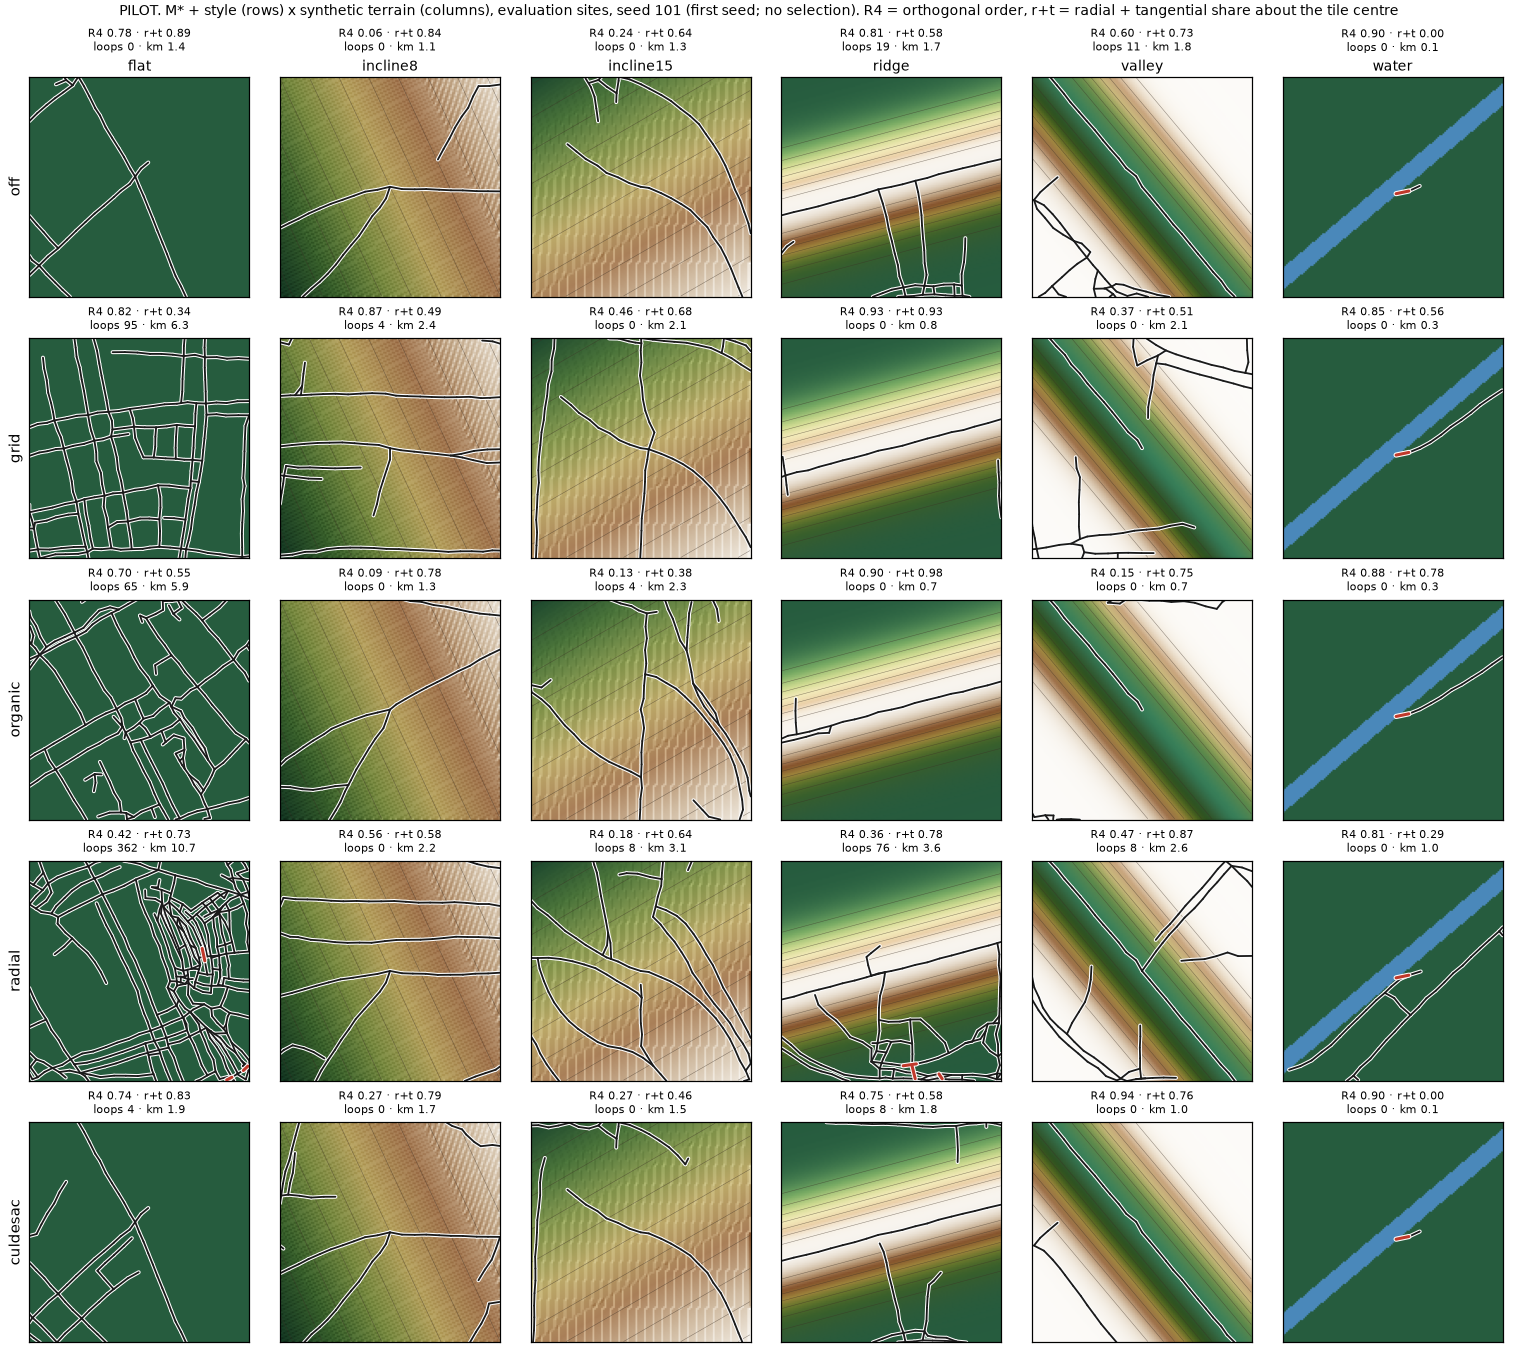 PILOT. M* + style (rows) x synthetic terrain (columns), evaluation sites, seed 101 (first seed; no selection). R4 = orthogonal order, r+t = radial + tangential share about the tile centre
R4 0.78 · r+t 0.89
loops 0 · km 1.4
flat
R4 0.06 · r+t 0.84
loops 0 · km 1.1
incline8
R4 0.24 · r+t 0.64
loops 0 · km 1.3
incline15
R4 0.81 · r+t 0.58
loops 19 · km 1.7
ridge
R4 0.60 · r+t 0.73
loops 11 · km 1.8
valley
R4 0.90 · r+t 0.00
loops 0 · km 0.1
water
off
R4 0.82 · r+t 0.34
loops 95 · km 6.3
R4 0.87 · r+t 0.49
loops 4 · km 2.4
R4 0.46 · r+t 0.68
loops 0 · km 2.1
R4 0.93 · r+t 0.93
loops 0 · km 0.8
R4 0.37 · r+t 0.51
loops 0 · km 2.1
R4 0.85 · r+t 0.56
loops 0 · km 0.3
grid
R4 0.70 · r+t 0.55
loops 65 · km 5.9
R4 0.09 · r+t 0.78
loops 0 · km 1.3
R4 0.13 · r+t 0.38
loops 4 · km 2.3
R4 0.90 · r+t 0.98
loops 0 · km 0.7
R4 0.15 · r+t 0.75
loops 0 · km 0.7
R4 0.88 · r+t 0.78
loops 0 · km 0.3
organic
R4 0.42 · r+t 0.73
loops 362 · km 10.7
R4 0.56 · r+t 0.58
loops 0 · km 2.2
R4 0.18 · r+t 0.64
loops 8 · km 3.1
R4 0.36 · r+t 0.78
loops 76 · km 3.6
R4 0.47 · r+t 0.87
loops 8 · km 2.6
R4 0.81 · r+t 0.29
loops 0 · km 1.0
radial
R4 0.74 · r+t 0.83
loops 4 · km 1.9
R4 0.27 · r+t 0.79
loops 0 · km 1.7
R4 0.27 · r+t 0.46
loops 0 · km 1.5
R4 0.75 · r+t 0.58
loops 8 · km 1.8
R4 0.94 · r+t 0.76
loops 0 · km 1.0
R4 0.90 · r+t 0.00
loops 0 · km 0.1
culdesac